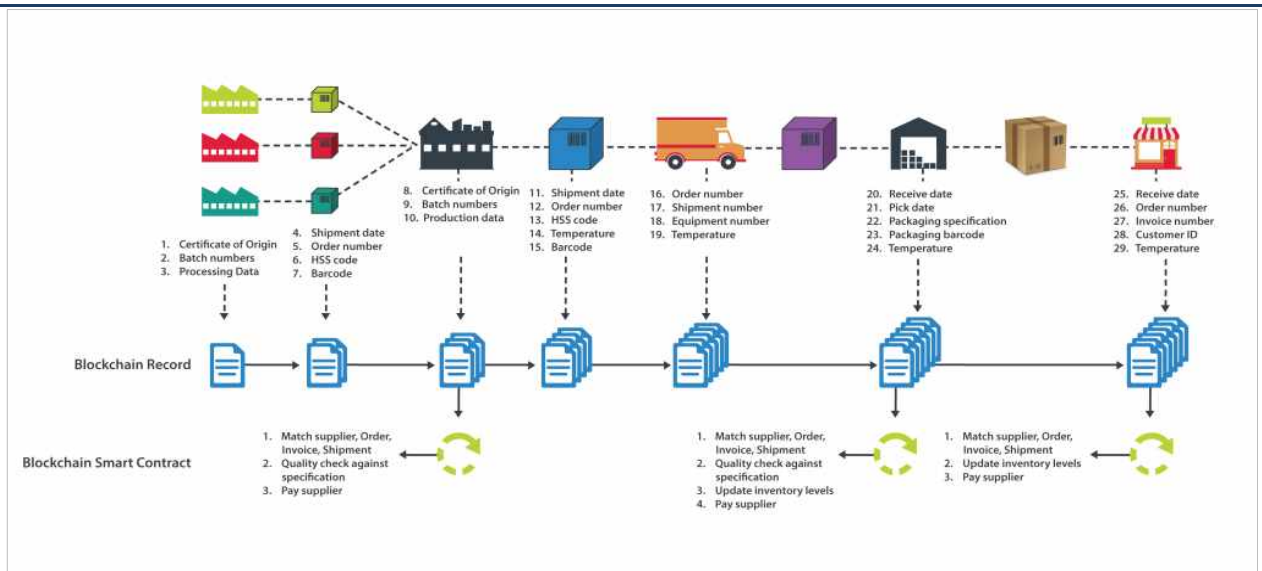 1. Certificate of Origin
2. Batch numbers
3. Processing Data
4. Shipment date
5. Order number
6. HSS code
7. Barcode
8. Certificate of Origin
9. Batch numbers
10. Production data
11. Shipment date
12. Order number
13. HSS code
14. Temperature
15. Barcode
16. Order number
17. Shipment number
18. Equipment number
19. Temperature
20. Receive date
21. Pick date
22. Packaging specification
23. Packaging barcode
24. Temperature
25. Receive date
26. Order number
27. Invoice number
28. Customer ID
29. Temperature
Blockchain Record
Blockchain Smart Contract
1. Match supplier, Order,
Invoice, Shipment
2. Quality check against
specification
3. Pay supplier
1. Match supplier, Order,
Invoice, Shipment
2. Quality check against
specification
3. Update inventory levels
4. Pay supplier
1. Match supplier, Order,
Invoice, Shipment
2. Update inventory levels
3. Pay supplier